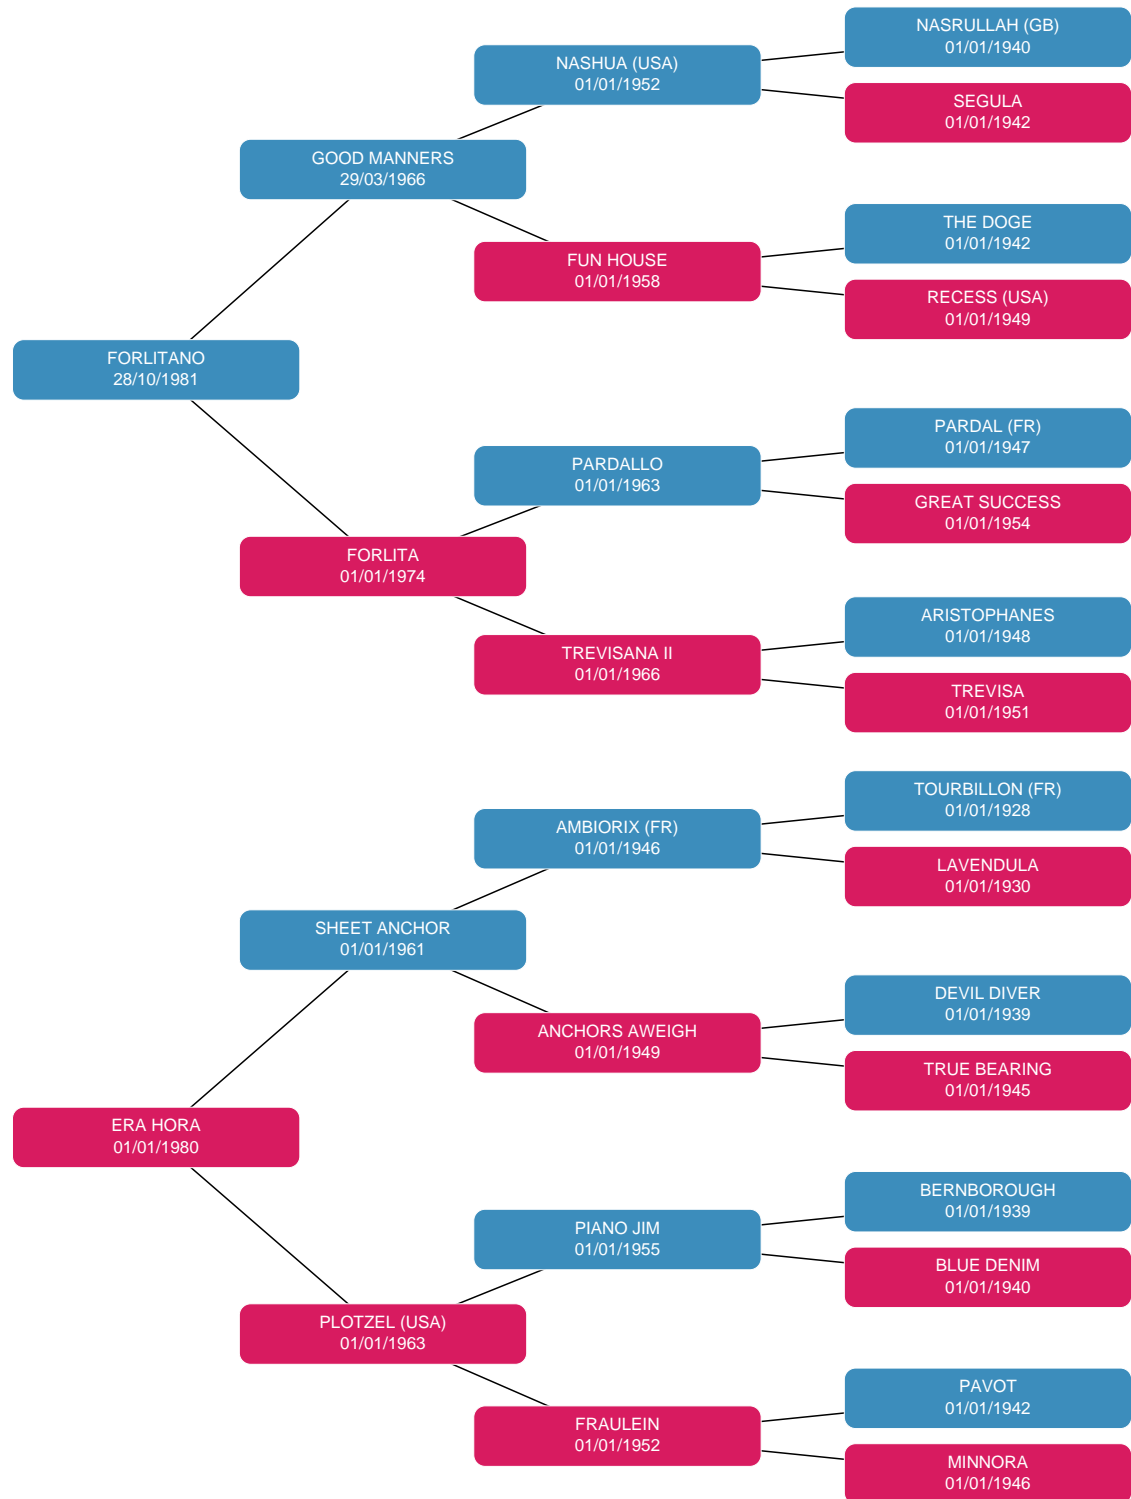 NASRULLAH (GB)
01/01/1940
NASHUA (USA)
01/01/1952
SEGULA
01/01/1942
GOOD MANNERS
29/03/1966
THE DOGE
01/01/1942
FUN HOUSE
01/01/1958
RECESS (USA)
01/01/1949
FORLITANO
28/10/1981
PARDAL (FR)
01/01/1947
PARDALLO
01/01/1963
GREAT SUCCESS
01/01/1954
FORLITA
01/01/1974
ARISTOPHANES
01/01/1948
TREVISANA II
01/01/1966
TREVISA
01/01/1951
TOURBILLON (FR)
01/01/1928
AMBIORIX (FR)
01/01/1946
LAVENDULA
01/01/1930
SHEET ANCHOR
01/01/1961
DEVIL DIVER
01/01/1939
ANCHORS AWEIGH
01/01/1949
TRUE BEARING
01/01/1945
ERA HORA
01/01/1980
BERNBOROUGH
01/01/1939
PIANO JIM
01/01/1955
BLUE DENIM
01/01/1940
PLOTZEL (USA)
01/01/1963
PAVOT
01/01/1942
FRAULEIN
01/01/1952
MINNORA
01/01/1946